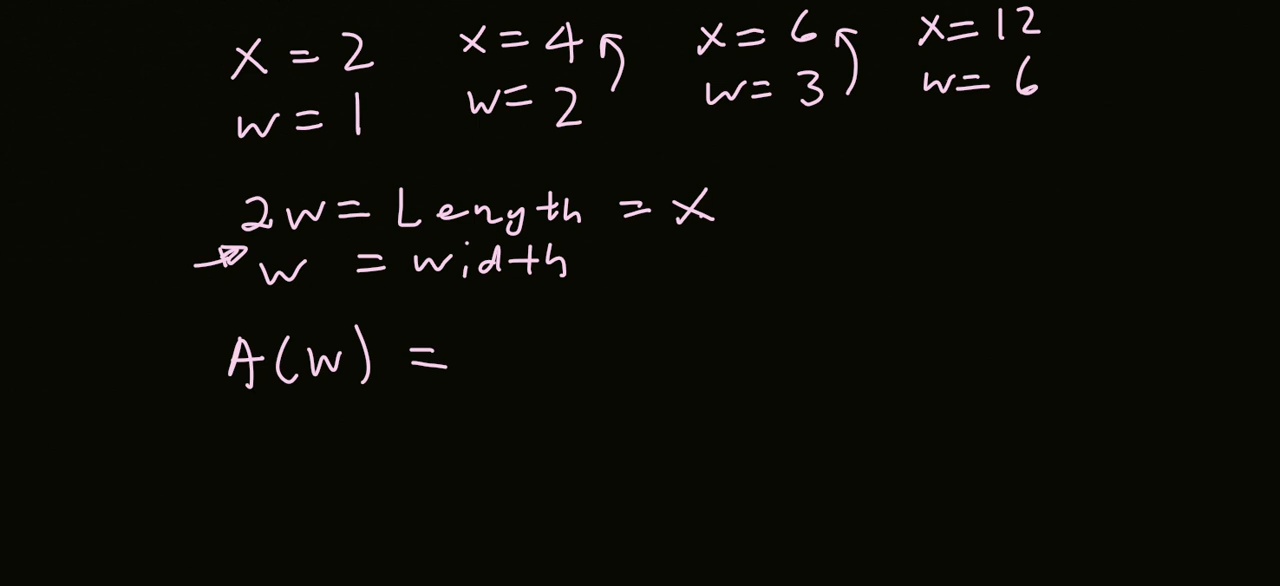 x = 2 x = 4 x = 6 x = 12
w = 1 w = 2 w = 3 w = 6
2w = Length = x
w = width
A(w) =